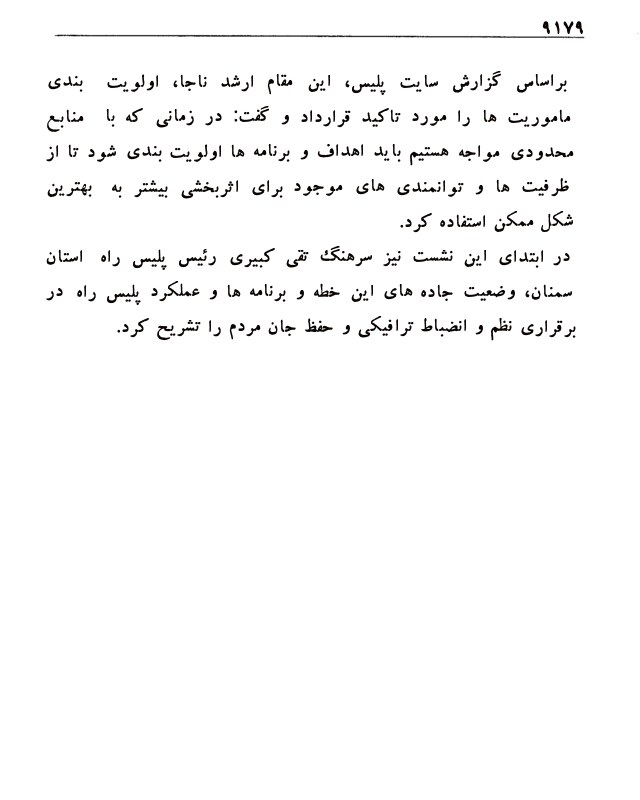 ۹۱۷۹
براساس گزارش سایت پلیس، این مقام ارشد ناجا، اولویت بندی
ماموریت ها را مورد تاکید قرارداد و گفت: در زمانی که با منابع
محدودی مواجه هستیم باید اهداف و برنامه ها اولویت بندی شود تا از
ظرفیت ها و توانمندی های موجود برای اثربخشی بیشتر به بهترین
شکل ممکن استفاده کرد.
در ابتدای این نشست نیز سرهنگ تقی کبیری رئیس پلیس راه استان
سمنان، وضعیت جاده های این خطه و برنامه ها و عملکرد پلیس راه در
برقراری نظم و انضباط ترافیکی و حفظ جان مردم را تشریح کرد.